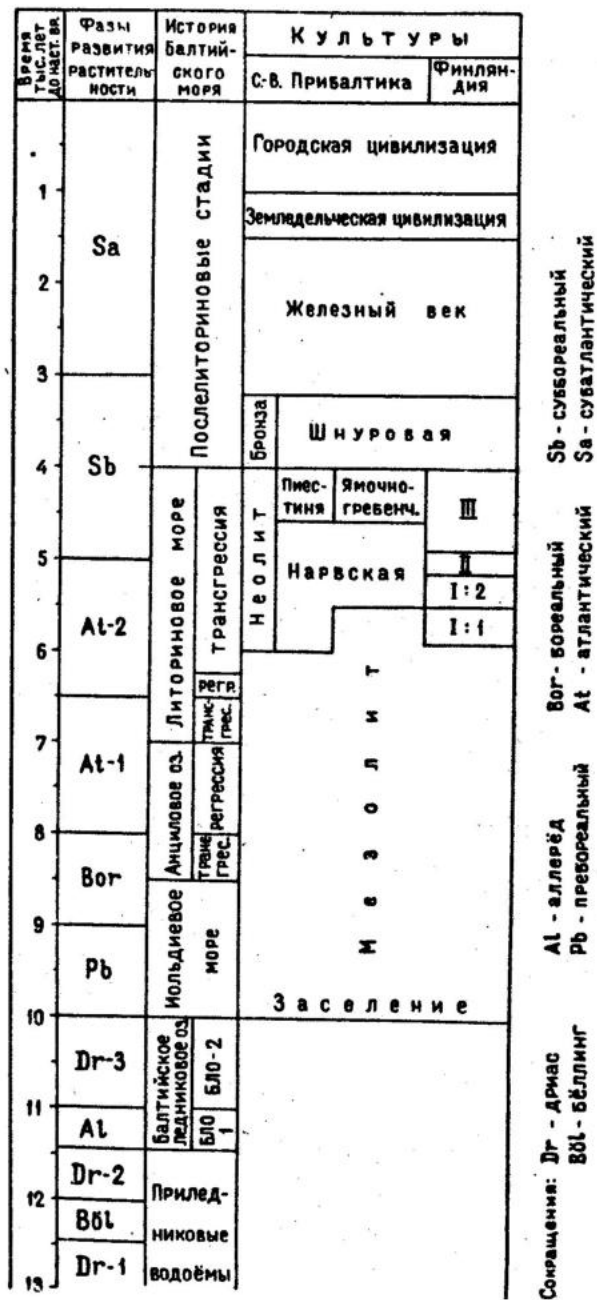 Время
тыс. лет
до наст. вр.
Фазы
развития
раститель-
ности
История
Балтий-
ского
моря
Культуры
С.-В. Прибалтика
Финлян-
дия
1
2
3
4
5
6
7
8
9
10
11
12
13
Sa
Sb
At-2
At-1
Bor
Pb
Dr-3
Al
Dr-2
Böl
Dr-1
Послелиториновые стадии
Литориновое море
трансгрессия
регр.
транс-
грес.
Анциловое оз.
регрессия
транс
грес.
Иольдиевое
море
Балтийское
ледниковое оз.
БЛО-2
БЛО
1
Прилед-
никовые
водоёмы
Городская цивилизация
Земледельческая цивилизация
Железный век
Бронза
Шнуровая
Неолит
Пиес-
тиня
Ямочно-
гребенч.
III
Нарвская
II
I:2
I:1
Мезолит
Заселение
Сокращения: Dr - дриас
Böl - бёллинг
Al - аллерёд
Pb - пребореальный
Bor - бореальный
At - атлантический
Sb - суббореальный
Sa - субатлантический